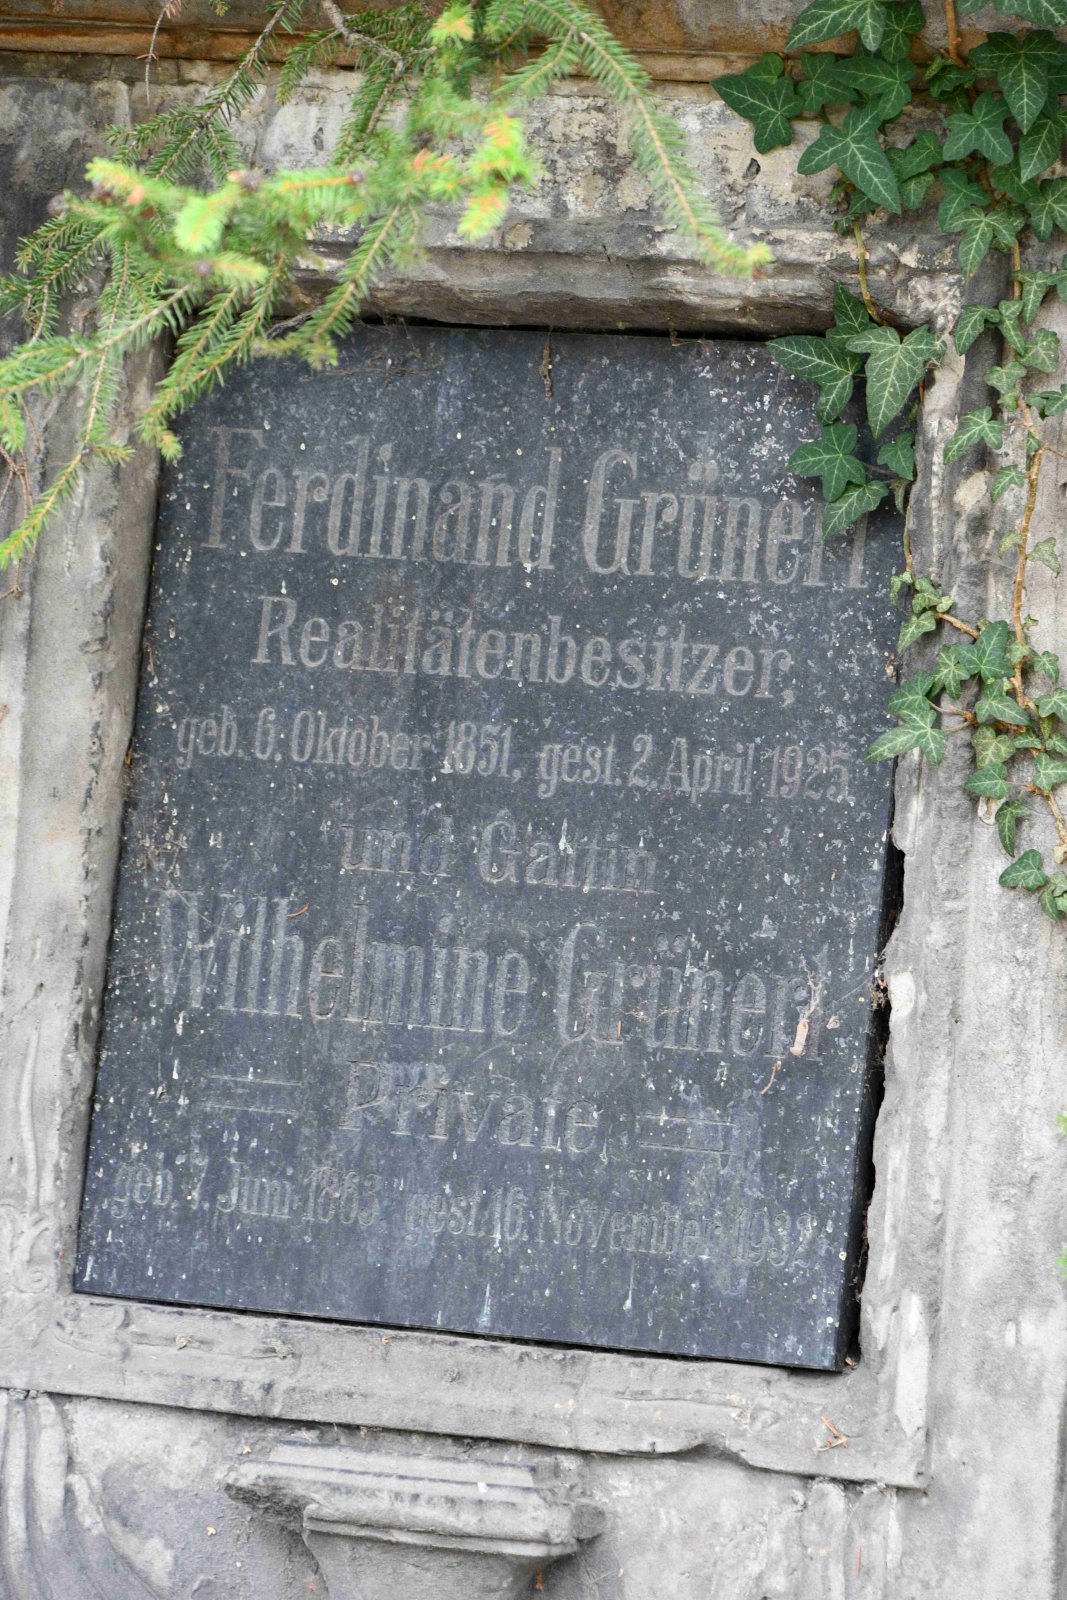 Ferdinand Grünert
Realitätenbesitzer,
geb. 6. Oktober 1851, gest. 2. April 1925
und Gattin
Wilhelmine Grünert
Private,
geb. 7. Juni 1863, gest. 16. November 1932